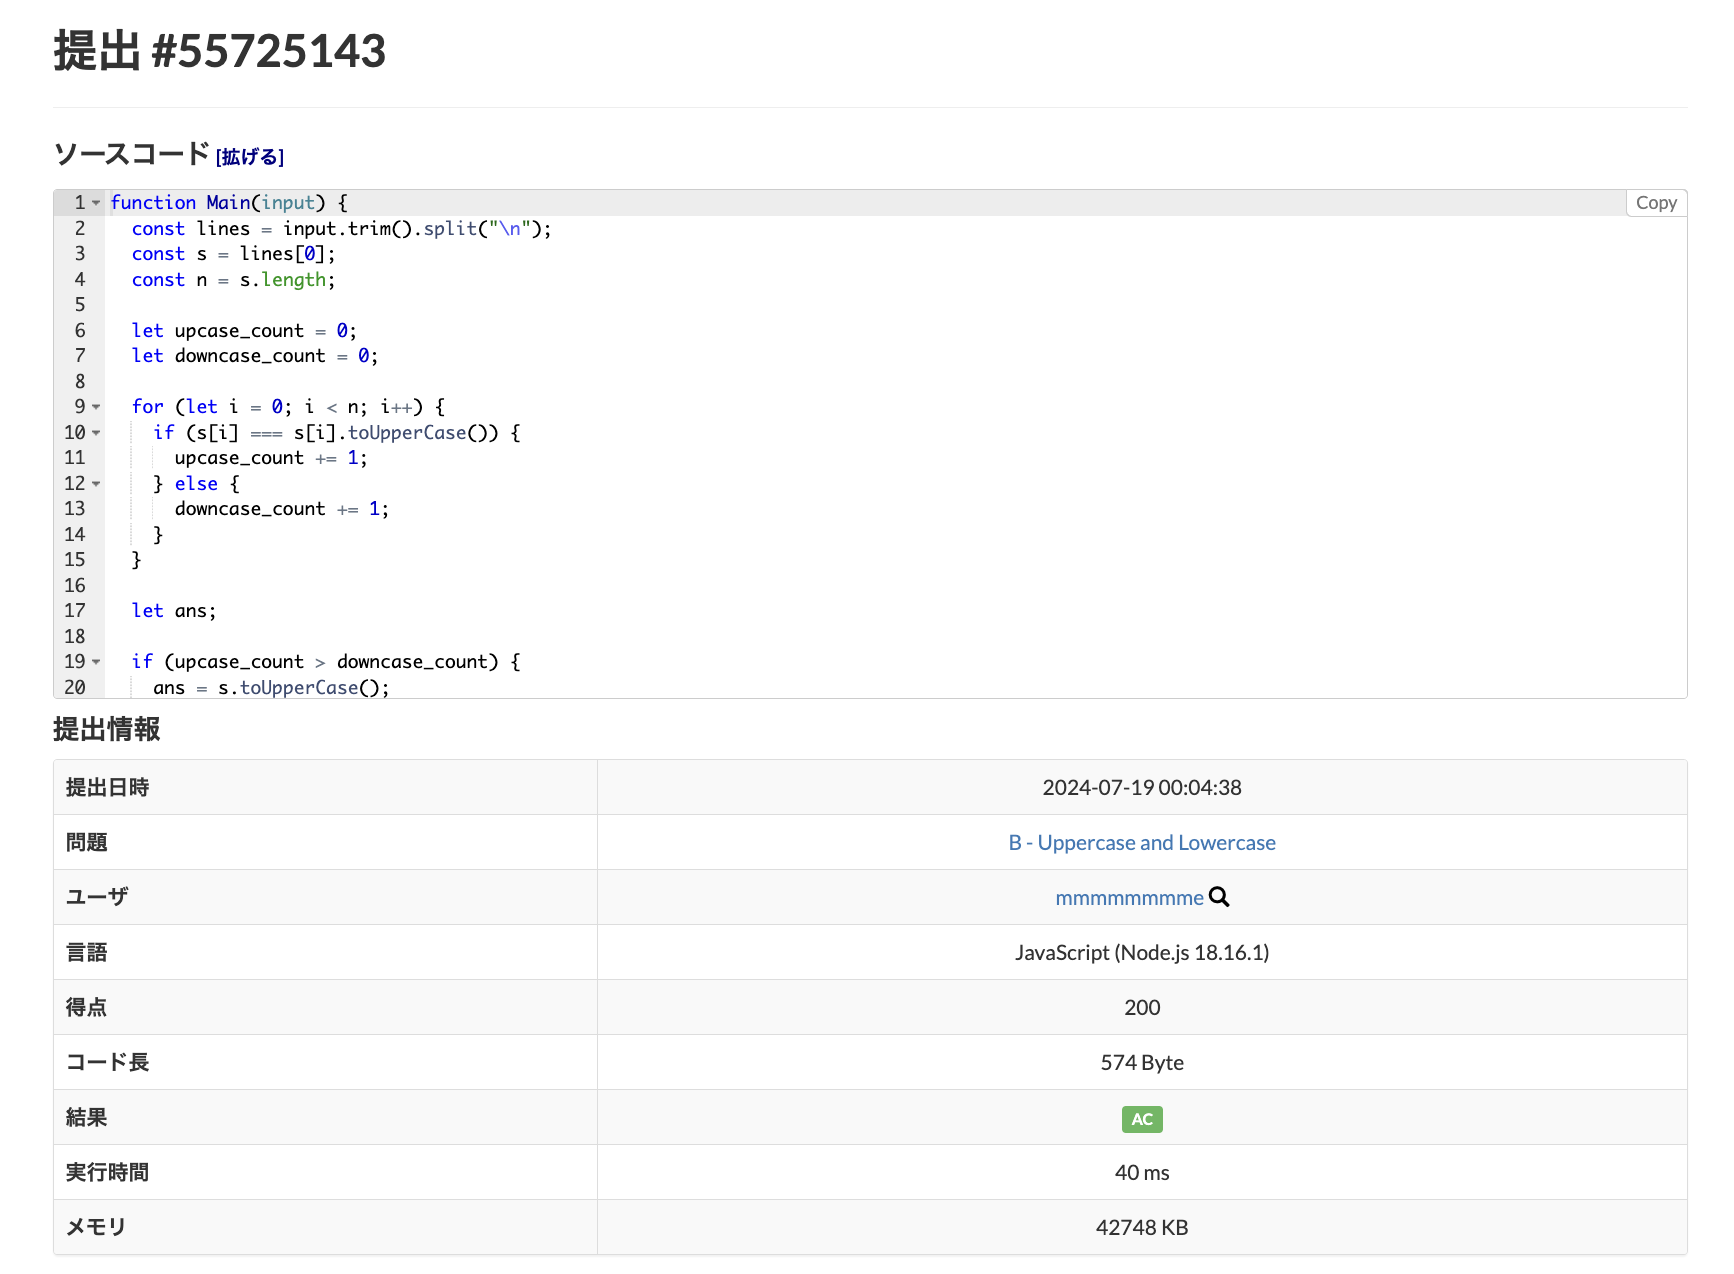 提出 #55725143
ソースコード [拡げる]
Copy
1 function Main(input) {
2   const lines = input.trim().split("\n");
3   const s = lines[0];
4   const n = s.length;
5
6   let upcase_count = 0;
7   let downcase_count = 0;
8
9   for (let i = 0; i < n; i++) {
10     if (s[i] === s[i].toUpperCase()) {
11       upcase_count += 1;
12     } else {
13       downcase_count += 1;
14     }
15   }
16
17   let ans;
18
19   if (upcase_count > downcase_count) {
20     ans = s.toUpperCase();
提出情報
提出日時 2024-07-19 00:04:38
問題 B - Uppercase and Lowercase
ユーザ mmmmmmmme
言語 JavaScript (Node.js 18.16.1)
得点 200
コード長 574 Byte
結果 AC
実行時間 40 ms
メモリ 42748 KB